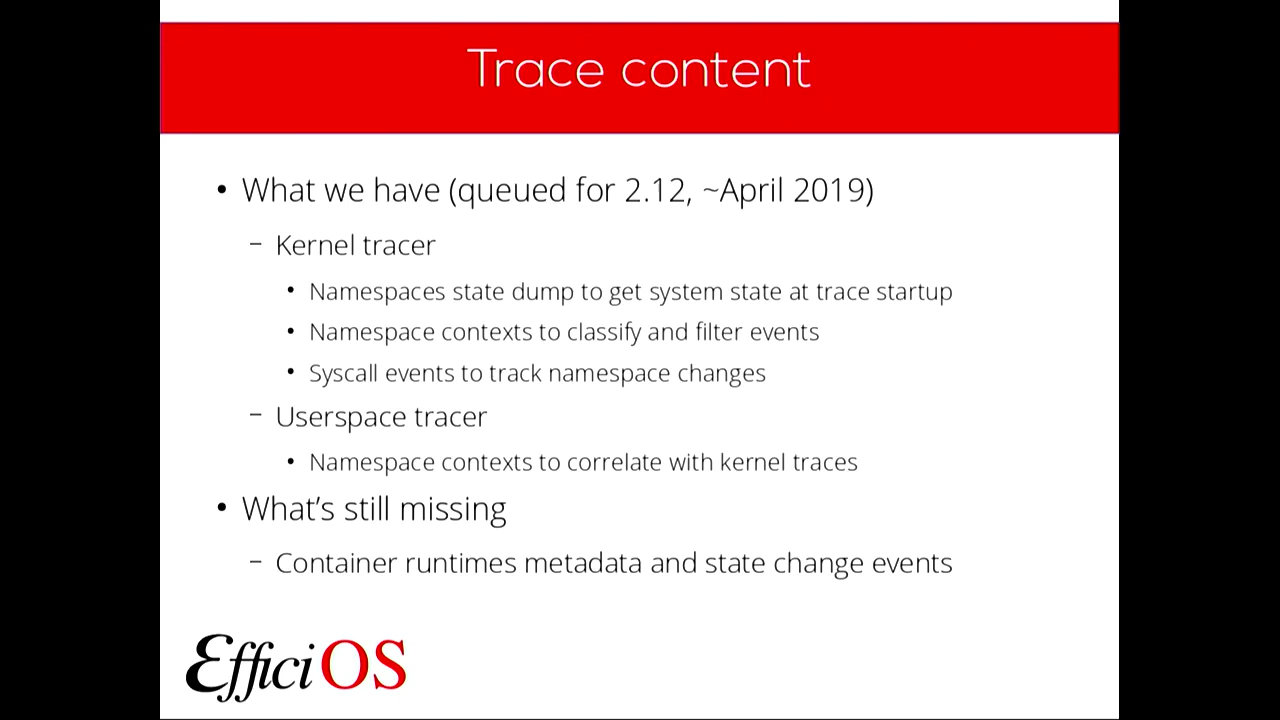 Trace content
• What we have (queued for 2.12, ~April 2019)
– Kernel tracer
• Namespaces state dump to get system state at trace startup
• Namespace contexts to classify and filter events
• Syscall events to track namespace changes
– Userspace tracer
• Namespace contexts to correlate with kernel traces
• What’s still missing
– Container runtimes metadata and state change events
EfficiOS